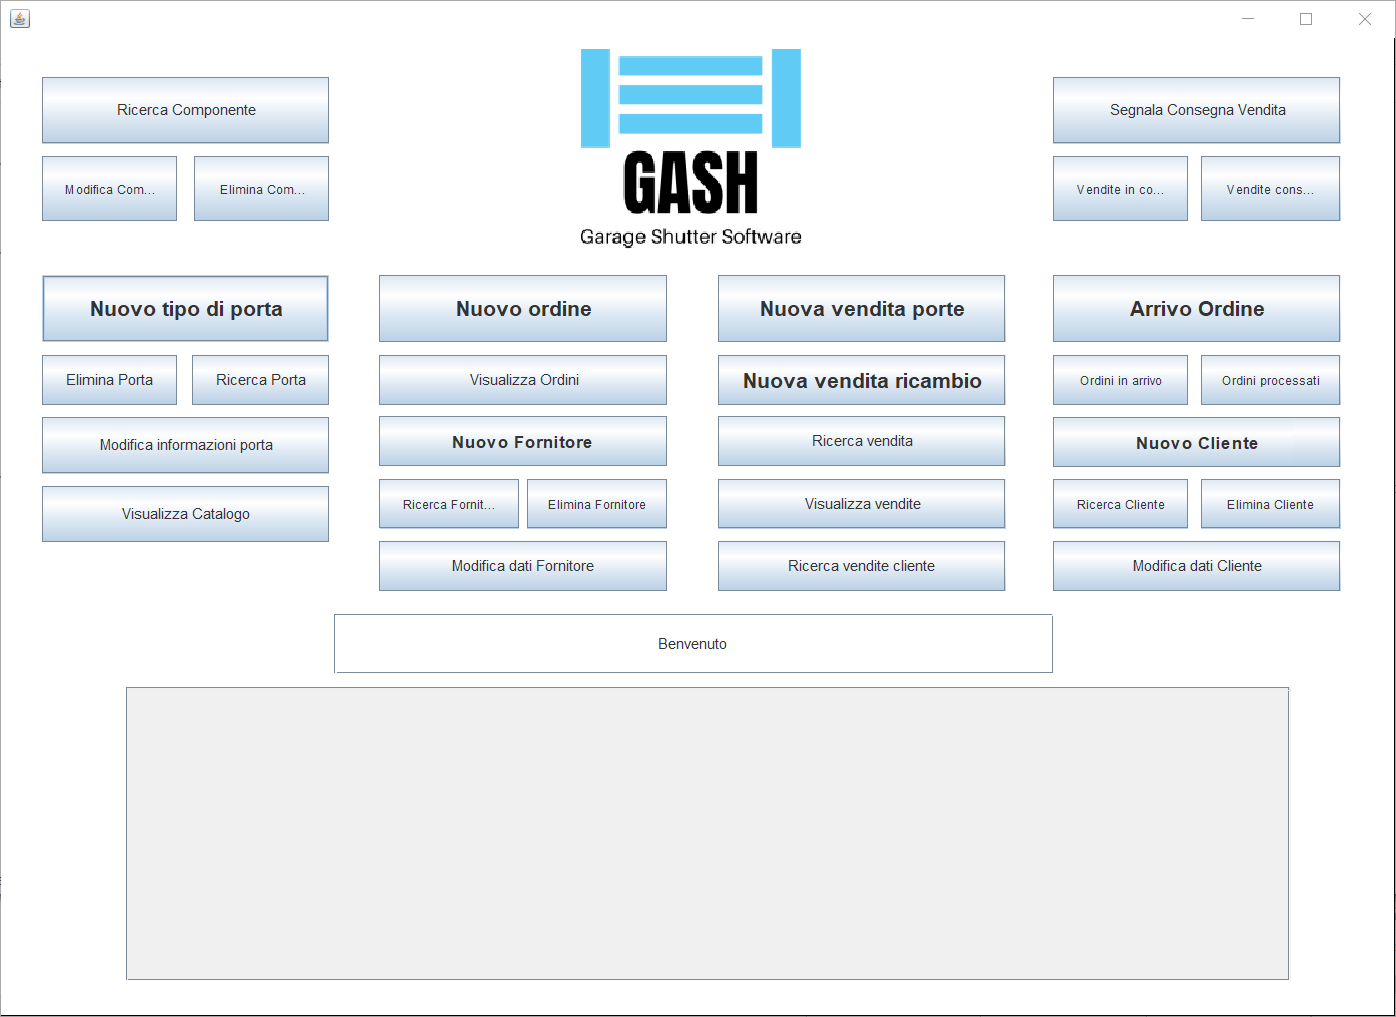 Ricerca Componente
Modifica Com...
Elimina Com...
GASH
Garage Shutter Software
Segnala Consegna Vendita
Vendite in co...
Vendite cons...
Nuovo tipo di porta
Nuovo ordine
Nuova vendita porte
Arrivo Ordine
Elimina Porta
Ricerca Porta
Visualizza Ordini
Nuova vendita ricambio
Ordini in arrivo
Ordini processati
Modifica informazioni porta
Nuovo Fornitore
Ricerca vendita
Nuovo Cliente
Visualizza Catalogo
Ricerca Fornit...
Elimina Fornitore
Visualizza vendite
Ricerca Cliente
Elimina Cliente
Modifica dati Fornitore
Ricerca vendite cliente
Modifica dati Cliente
Benvenuto